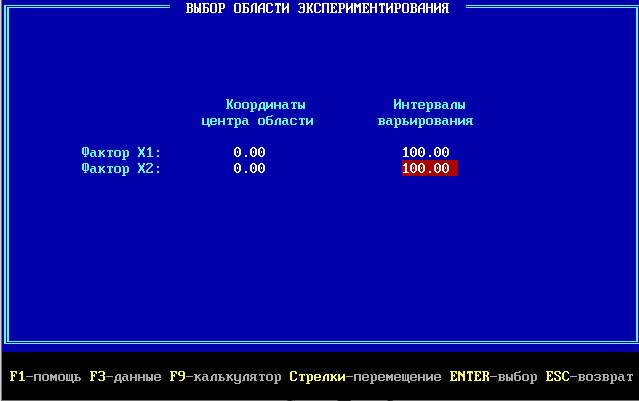 ВЫБОР ОБЛАСТИ ЭКСПЕРИМЕНТИРОВАНИЯ
Координаты Интервалы
центра области варьирования
Фактор X1: 0.00 100.00
Фактор X2: 0.00 100.00
F1-помощь F3-данные F9-калькулятор Стрелки-перемещение ENTER-выбор ESC-возврат